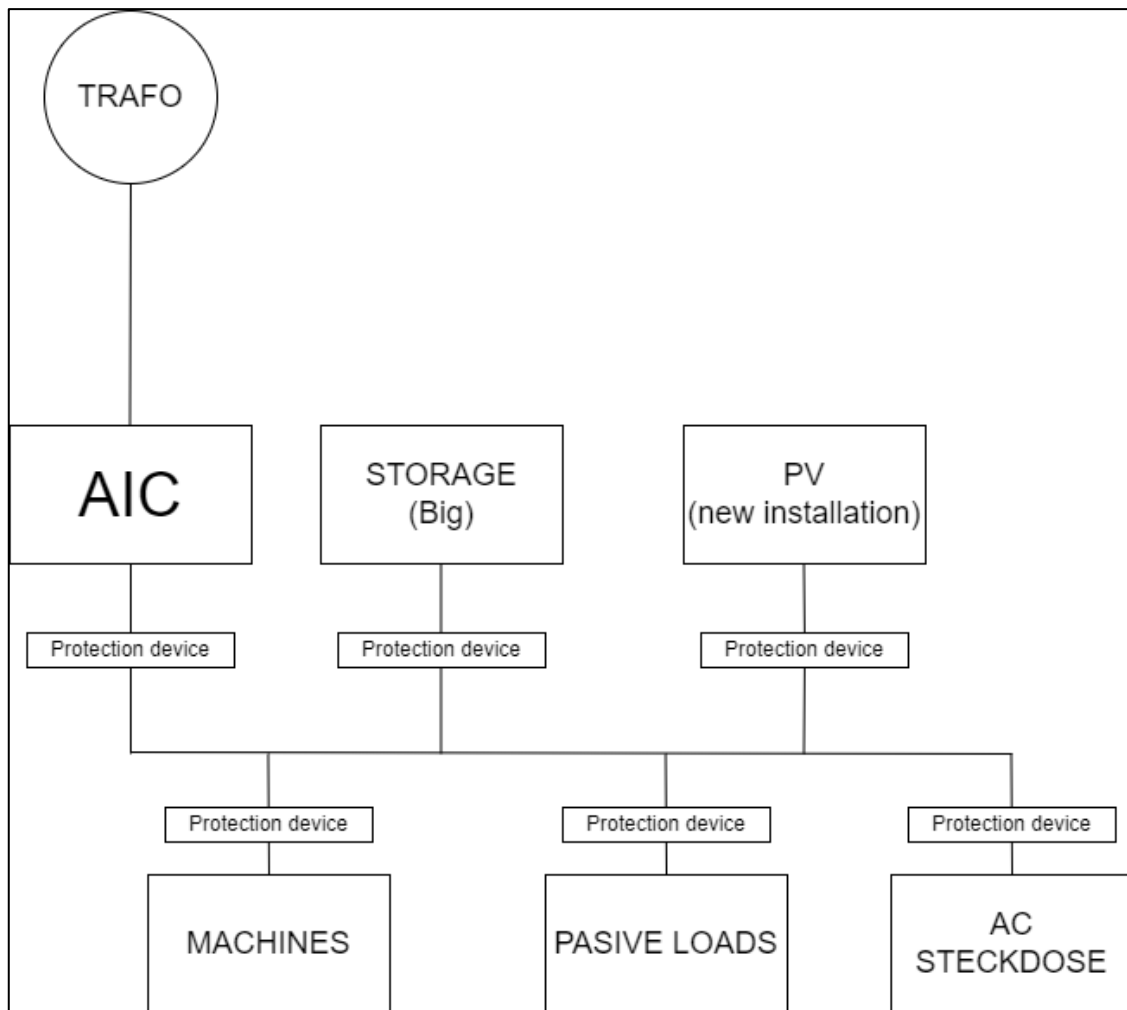 TRAFO
AIC
STORAGE
(Big)
PV
(new installation)
Protection device
Protection device
Protection device
Protection device
Protection device
Protection device
MACHINES
PASIVE LOADS
AC
STECKDOSE